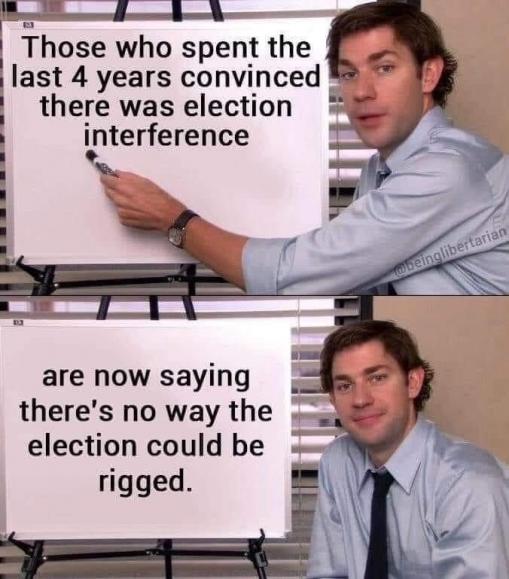 Those who spent the
last 4 years convinced
there was election
interference
@beinglibertarian
are now saying
there's no way the
election could be
rigged.